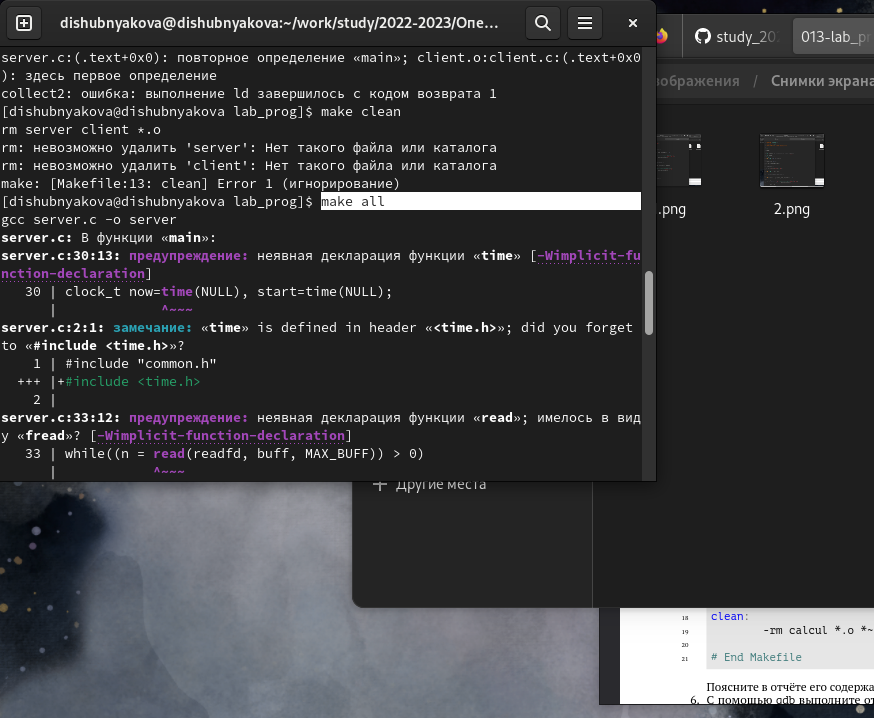 dishubnyakova@dishubnyakova:~/work/study/2022-2023/Опе...
server.c:(.text+0x0): повторное определение «main»; client.o:client.c:(.text+0x0
): здесь первое определение
collect2: ошибка: выполнение ld завершилось с кодом возврата 1
[dishubnyakova@dishubnyakova lab_prog]$ make clean
rm server client *.o
rm: невозможно удалить 'server': Нет такого файла или каталога
rm: невозможно удалить 'client': Нет такого файла или каталога
make: [Makefile:13: clean] Error 1 (игнорирование)
[dishubnyakova@dishubnyakova lab_prog]$ make all
gcc server.c -o server
server.c: В функции «main»:
server.c:30:13: предупреждение: неявная декларация функции «time» [-Wimplicit-fu
nction-declaration]
30 | clock_t now=time(NULL), start=time(NULL);
| ^~~~
server.c:2:1: замечание: «time» is defined in header «<time.h>»; did you forget
to «#include <time.h>»?
1 | #include "common.h"
+++ |+#include <time.h>
2 |
server.c:33:12: предупреждение: неявная декларация функции «read»; имелось в вид
у «fread»? [-Wimplicit-function-declaration]
33 | while((n = read(readfd, buff, MAX_BUFF)) > 0)
| ^~~~
study_20
013-lab_pr
ображения / Снимки экрана
.png
2.png
Другие места
18 clean:
19 -rm calcul *.o *~
20
21 # End Makefile
Поясните в отчёте его содержа
6. С помощью gdb выполните от